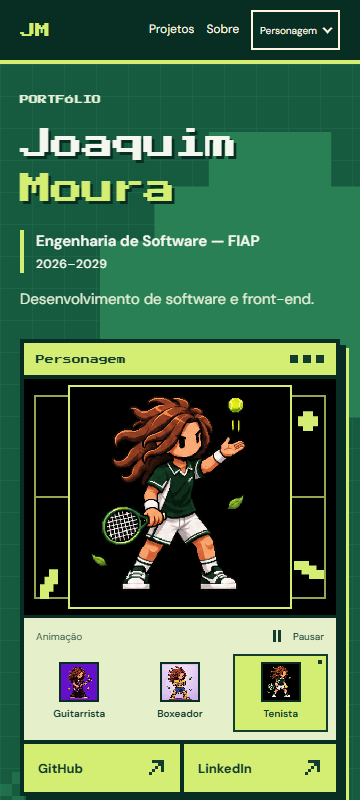 JM
Projetos Sobre Personagem
PORTFóLIO
Joaquim
Moura
Engenharia de Software — FIAP
2026–2029
Desenvolvimento de software e front-end.
Personagem
Animação Pausar
Guitarrista Boxeador Tenista
GitHub LinkedIn